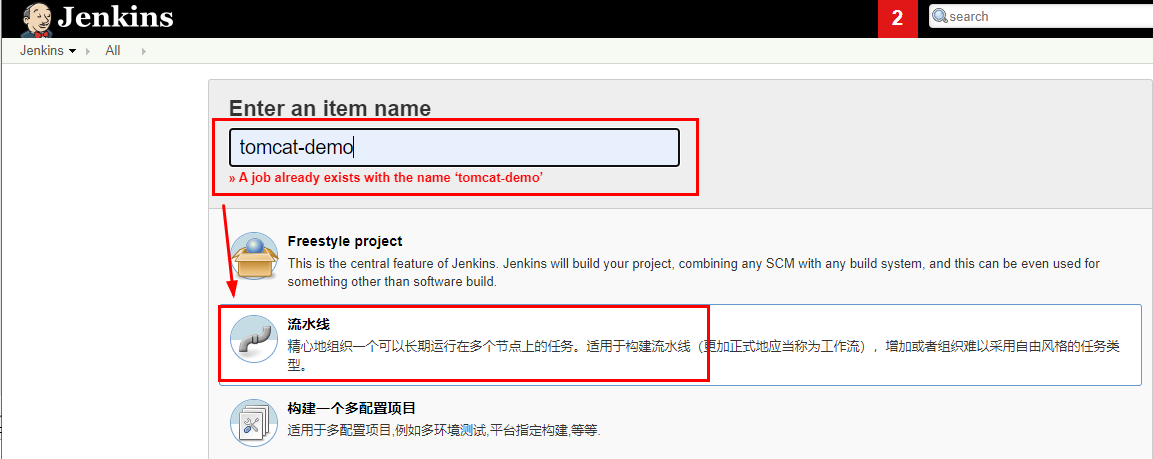 Jenkins
2
search
Jenkins
All
Enter an item name
tomcat-demo
» A job already exists with the name ‘tomcat-demo’
Freestyle project
This is the central feature of Jenkins. Jenkins will build your project, combining any SCM with any build system, and this can be even used for
something other than software build.
流水线
精心地组织一个可以长期运行在多个节点上的任务。适用于构建流水线（更加正式地应当称为工作流），增加或者组织难以采用自由风格的任务类
型。
构建一个多配置项目
适用于多配置项目,例如多环境测试,平台指定构建,等等.